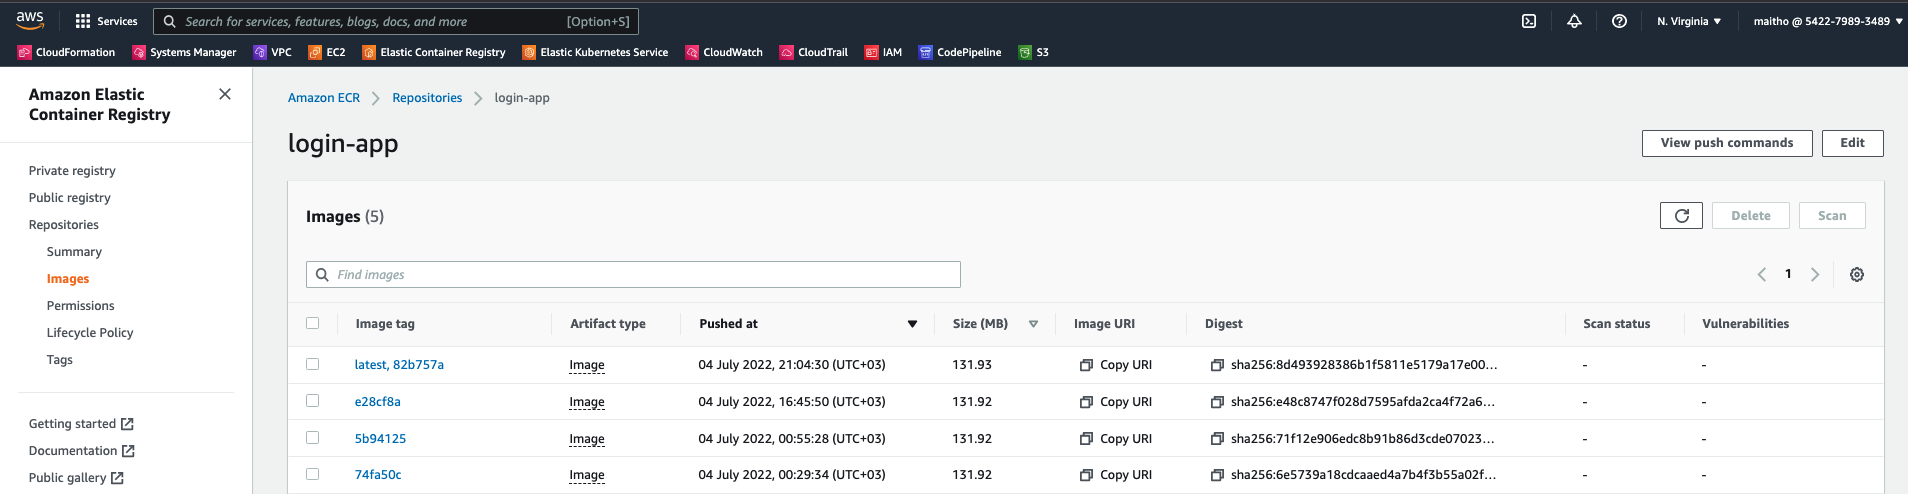 aws Services Search for services, features, blogs, docs, and more [Option+S] N. Virginia ▼ maitho @ 5422-7989-3489 ▼
CloudFormation Systems Manager VPC EC2 Elastic Container Registry Elastic Kubernetes Service CloudWatch CloudTrail IAM CodePipeline S3
Amazon Elastic
Container Registry
Private registry
Public registry
Repositories
Summary
Images
Permissions
Lifecycle Policy
Tags
Getting started
Documentation
Public gallery
Amazon ECR > Repositories > login-app
login-app
View push commands Edit
Images (5)
Delete Scan
Find images
1
Image tag Artifact type Pushed at Size (MB) Image URI Digest Scan status Vulnerabilities
latest, 82b757a Image 04 July 2022, 21:04:30 (UTC+03) 131.93 Copy URI sha256:8d493928386b1f5811e5179a17e00... - -
e28cf8a Image 04 July 2022, 16:45:50 (UTC+03) 131.92 Copy URI sha256:e48c8747f028d7595afda2ca4f72a6... - -
5b94125 Image 04 July 2022, 00:55:28 (UTC+03) 131.92 Copy URI sha256:71f12e906edc8b91b86d3cde07023... - -
74fa50c Image 04 July 2022, 00:29:34 (UTC+03) 131.92 Copy URI sha256:6e5739a18cdcaaed4a7b4f3b55a02f... - -